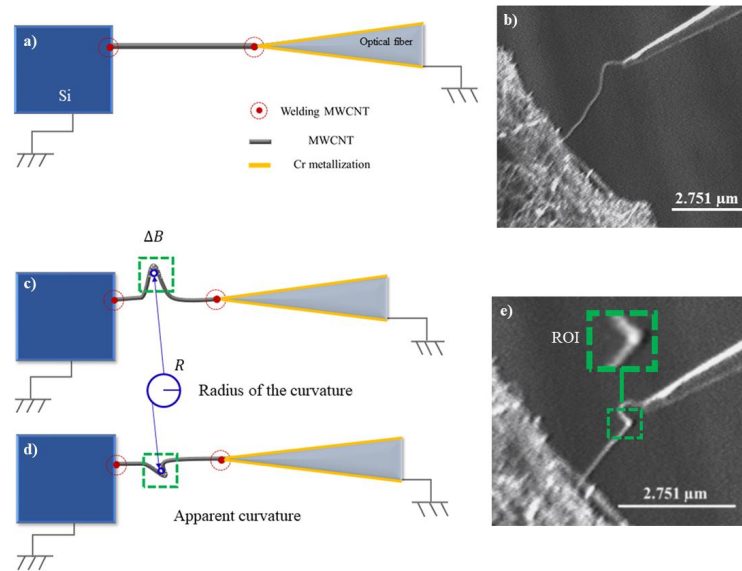 a)
Optical fiber
Si
Welding MWCNT
MWCNT
Cr metallization
b)
2.751 µm
ΔB
c)
R
Radius of the curvature
d)
Apparent curvature
e)
ROI
2.751 µm